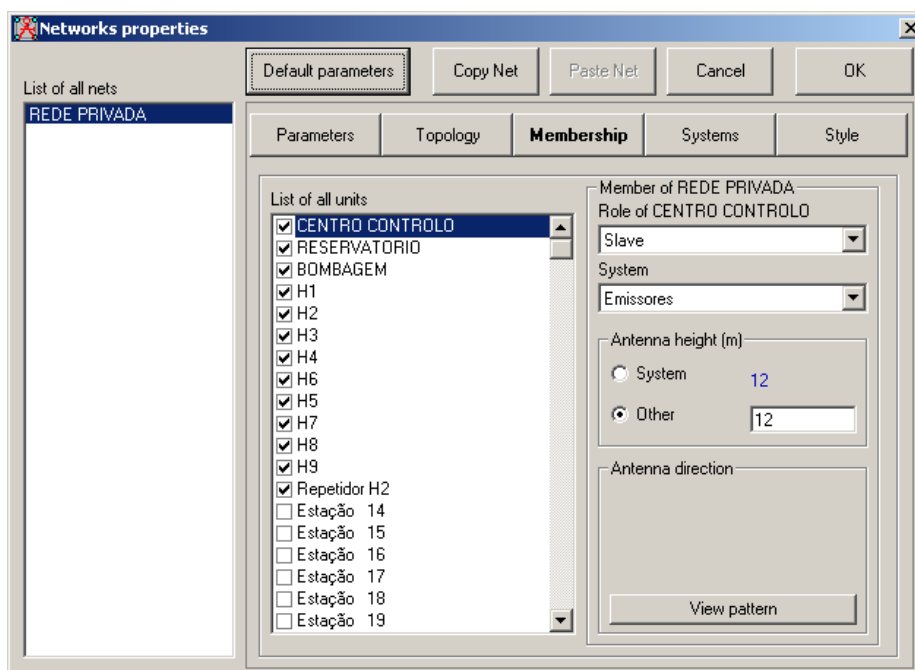 Networks properties
List of all nets
REDE PRIVADA
Default parameters
Copy Net
Paste Net
Cancel
OK
Parameters
Topology
Membership
Systems
Style
List of all units
CENTRO CONTROLO
RESERVATORIO
BOMBAGEM
H1
H2
H3
H4
H6
H5
H7
H8
H9
Repetidor H2
Estação 14
Estação 15
Estação 16
Estação 17
Estação 18
Estação 19
Member of REDE PRIVADA
Role of CENTRO CONTROLO
Slave
System
Emissores
Antenna height (m)
System 12
Other 12
Antenna direction
View pattern